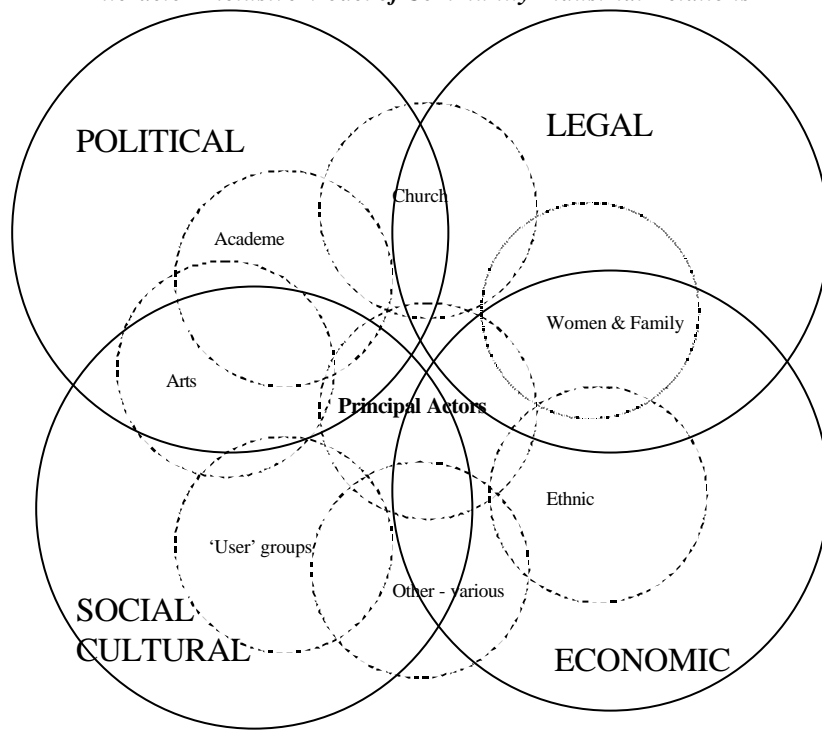 POLITICAL
LEGAL
Church
Academe
Women & Family
Arts
Principal Actors
Ethnic
‘User’ groups
Other - various
SOCIAL
CULTURAL
ECONOMIC